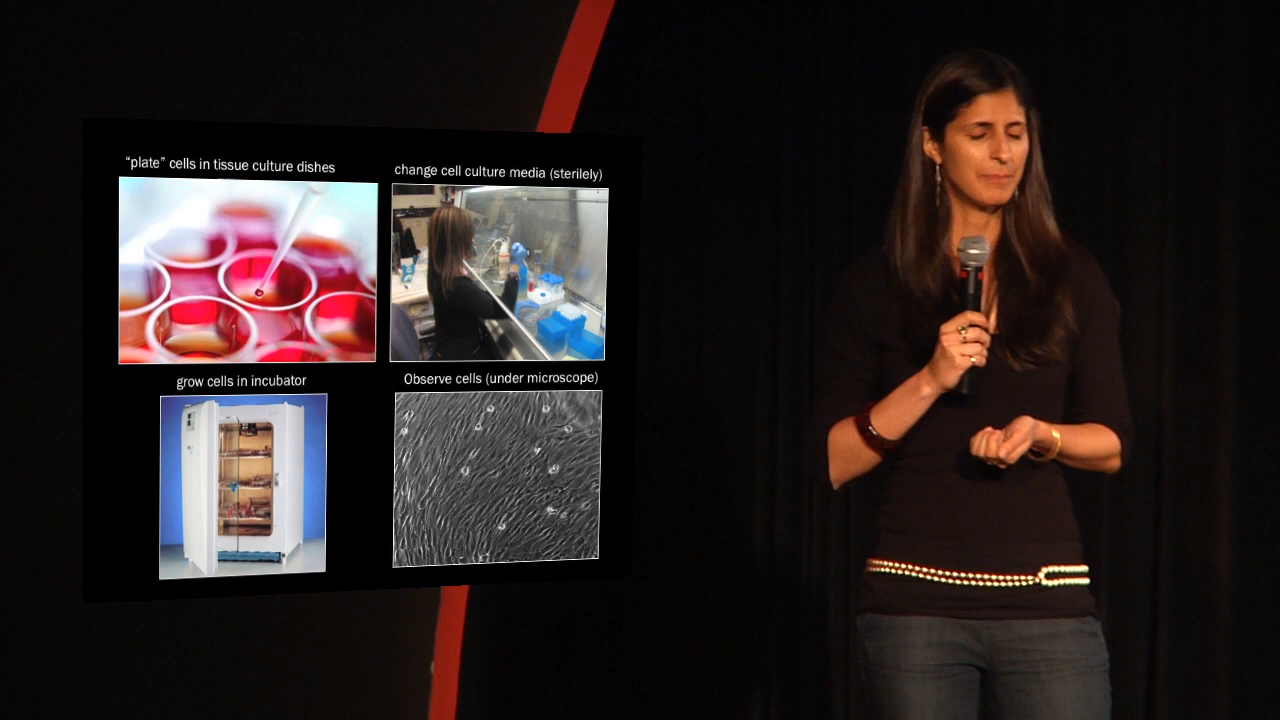 “plate” cells in tissue culture dishes
change cell culture media (sterilely)
grow cells in incubator
Observe cells (under microscope)